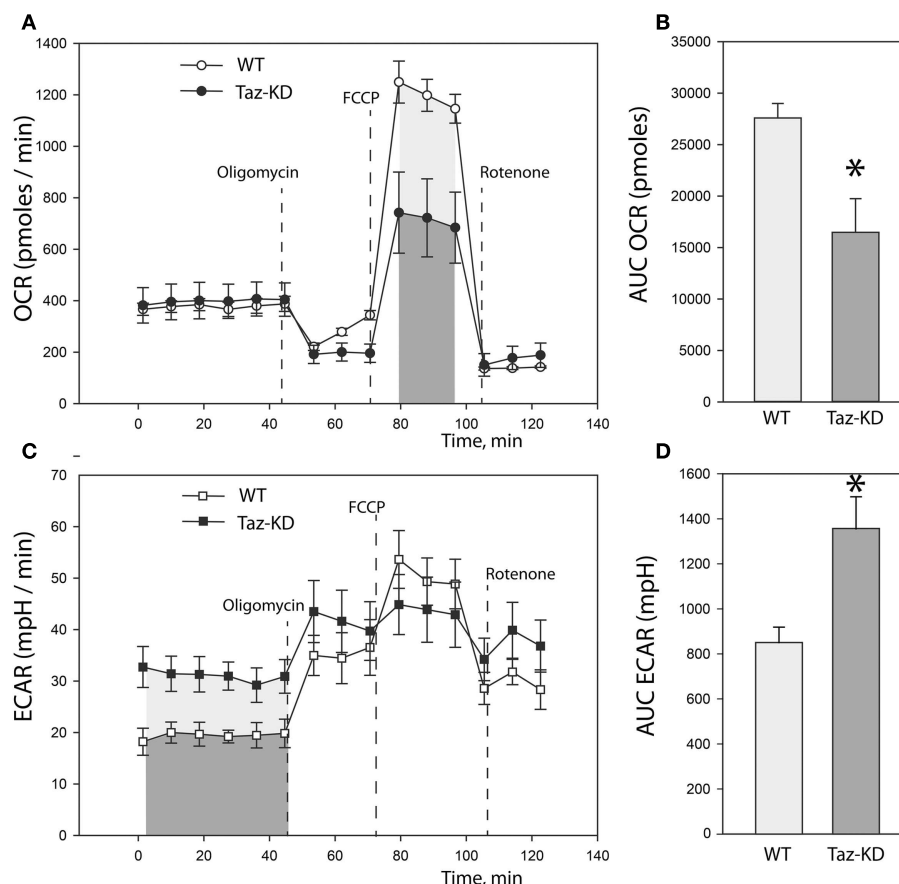 A
OCR (pmoles / min)
1400
1200
1000
800
600
400
200
0
WT
Taz-KD
Oligomycin
FCCP
Rotenone
0 20 40 60 80 100 120 140
Time, min
B
AUC OCR (pmoles)
35000
30000
25000
20000
15000
10000
5000
0
*
WT Taz-KD
C
ECAR (mpH / min)
70
60
50
40
30
20
10
0
WT
Taz-KD
Oligomycin
FCCP
Rotenone
0 20 40 60 80 100 120 140
Time, min
D
AUC ECAR (mpH)
1600
1400
1200
1000
800
600
400
200
0
*
WT Taz-KD